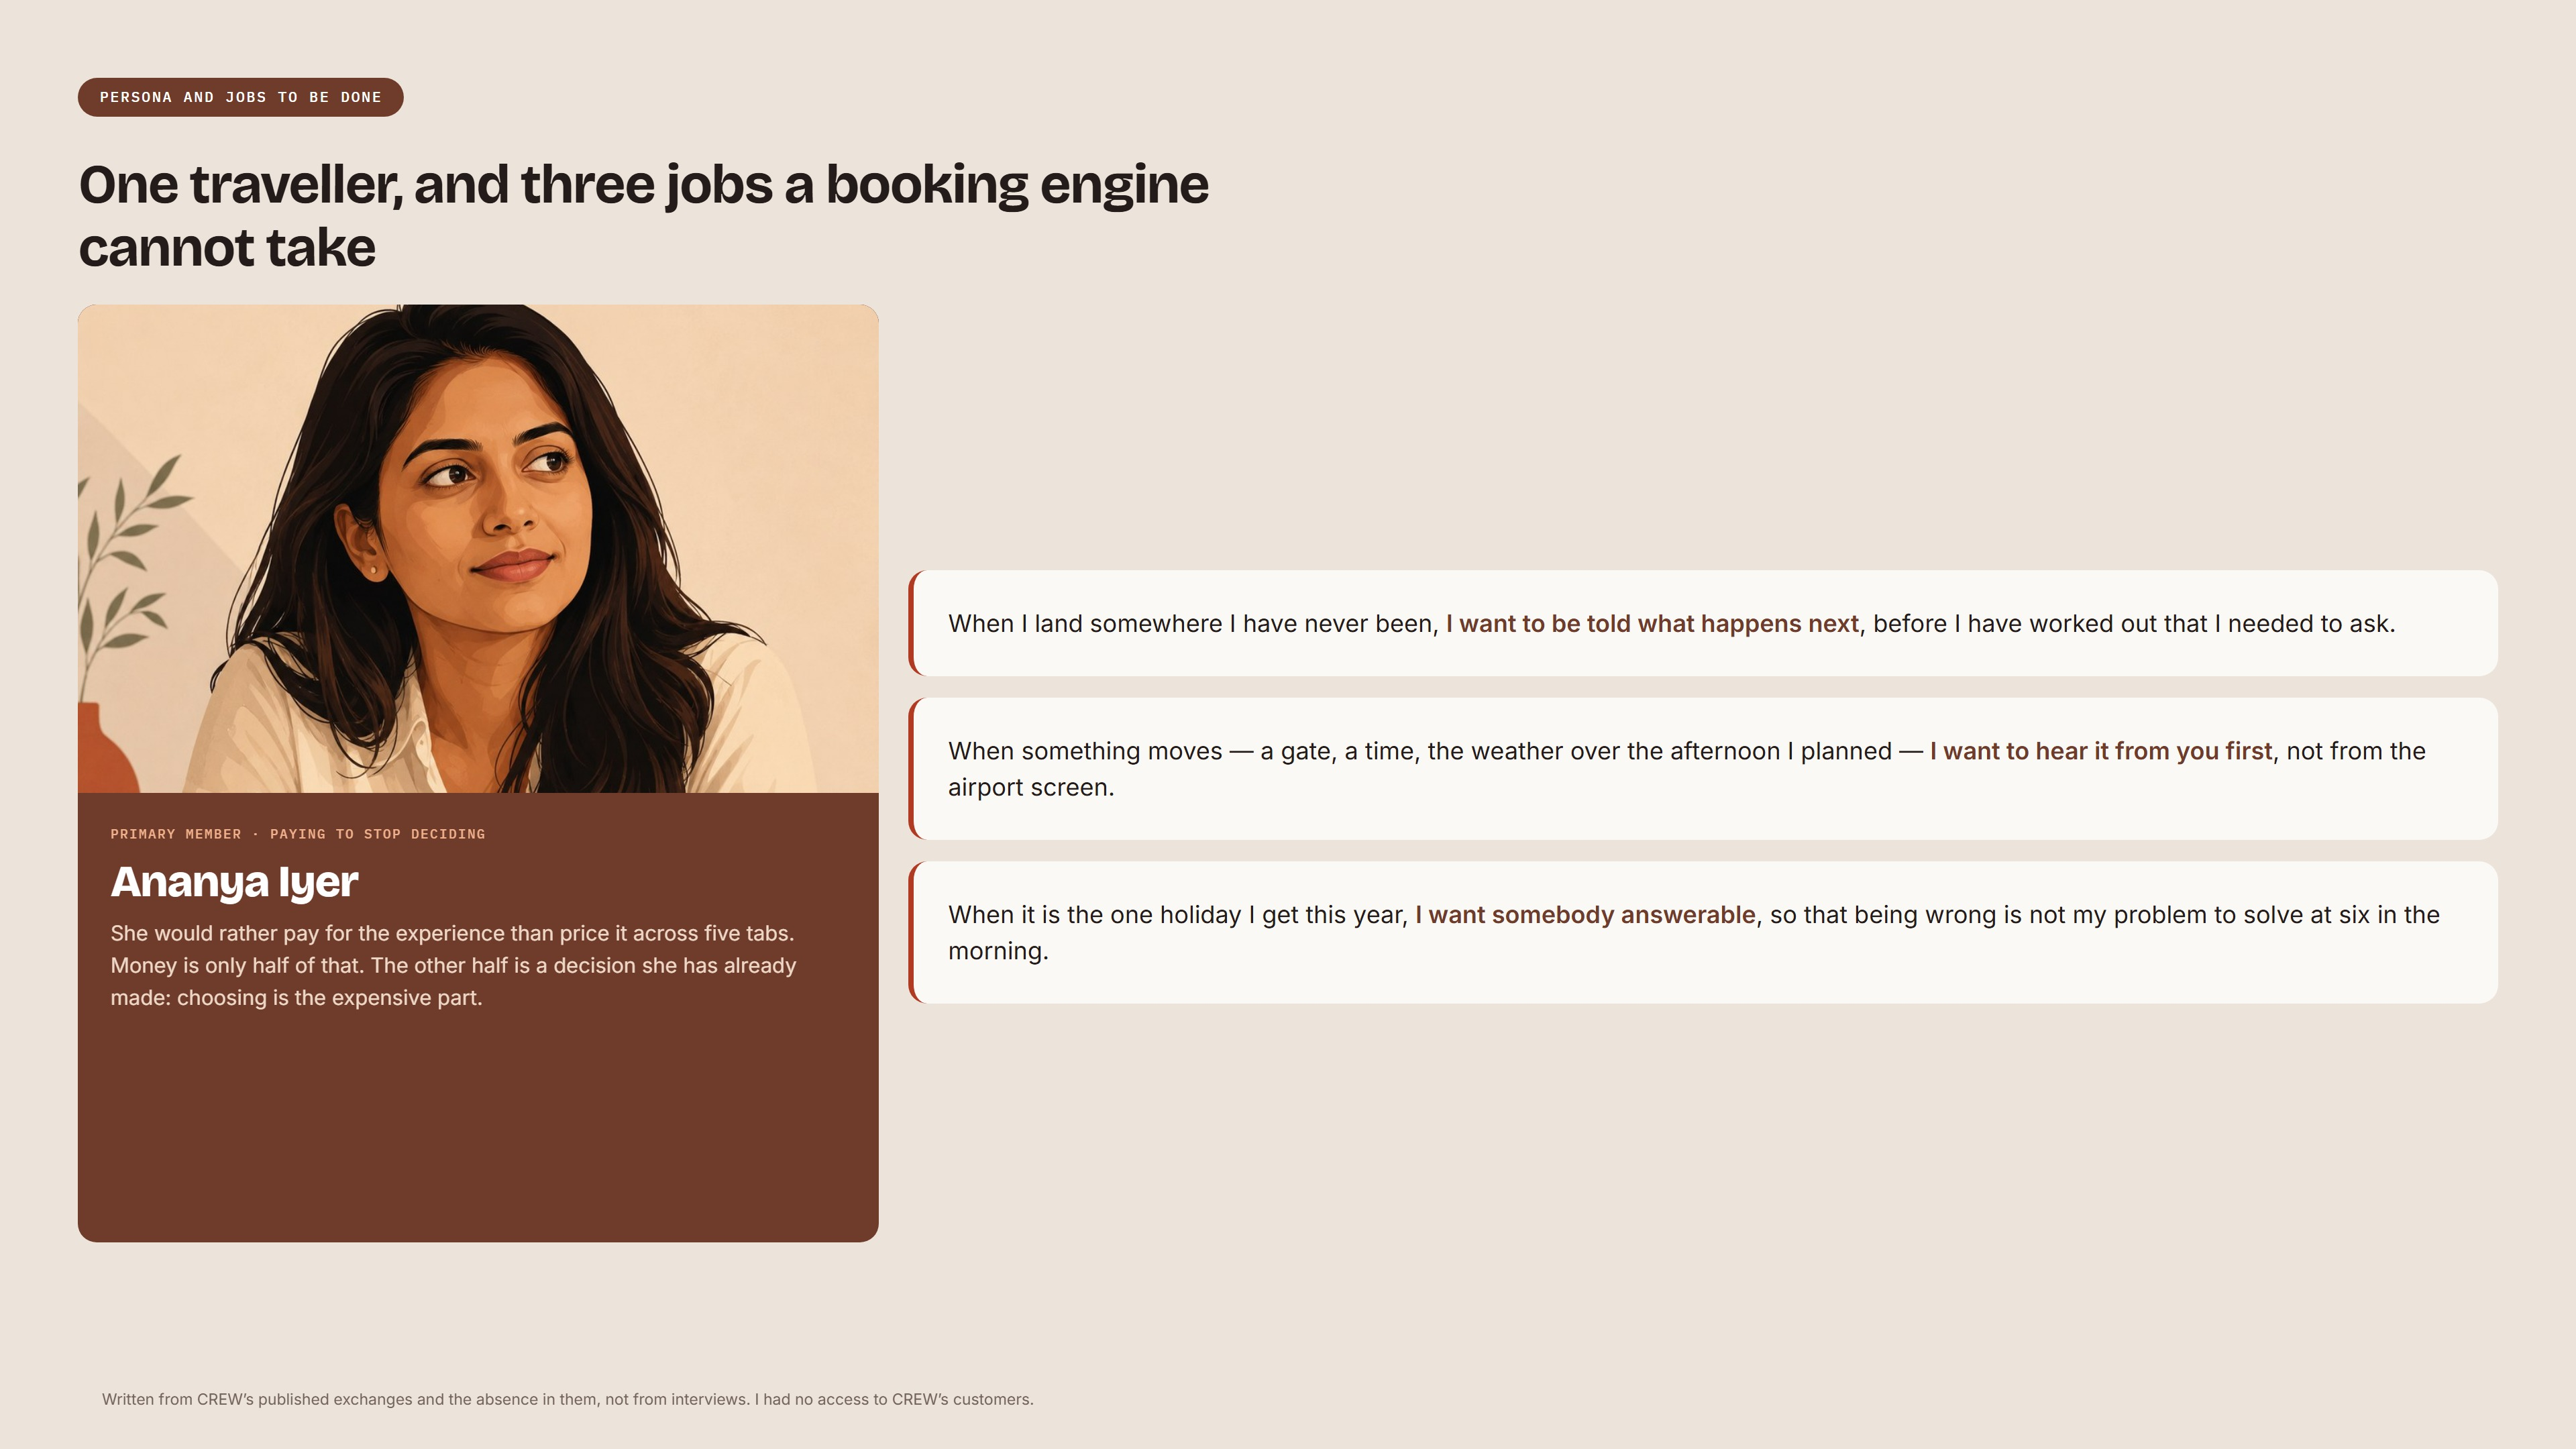 PERSONA AND JOBS TO BE DONE
One traveller, and three jobs a booking engine
cannot take
PRIMARY MEMBER · PAYING TO STOP DECIDING
Ananya Iyer
She would rather pay for the experience than price it across five tabs.
Money is only half of that. The other half is a decision she has already
made: choosing is the expensive part.
When I land somewhere I have never been, I want to be told what happens next, before I have worked out that I needed to ask.
When something moves — a gate, a time, the weather over the afternoon I planned — I want to hear it from you first, not from the
airport screen.
When it is the one holiday I get this year, I want somebody answerable, so that being wrong is not my problem to solve at six in the
morning.
Written from CREW’s published exchanges and the absence in them, not from interviews. I had no access to CREW’s customers.